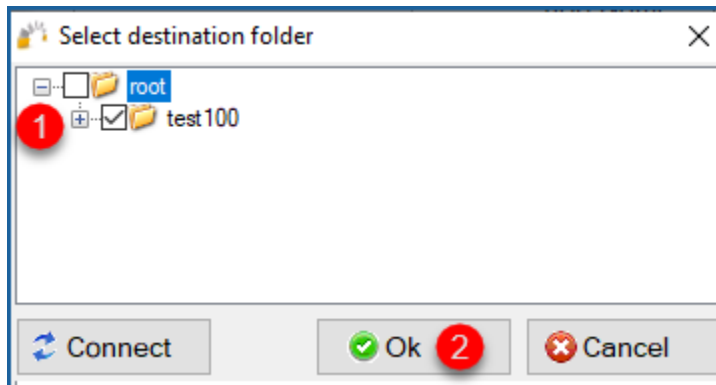 Select destination folder
root
1
test100
Connect
Ok 2
Cancel